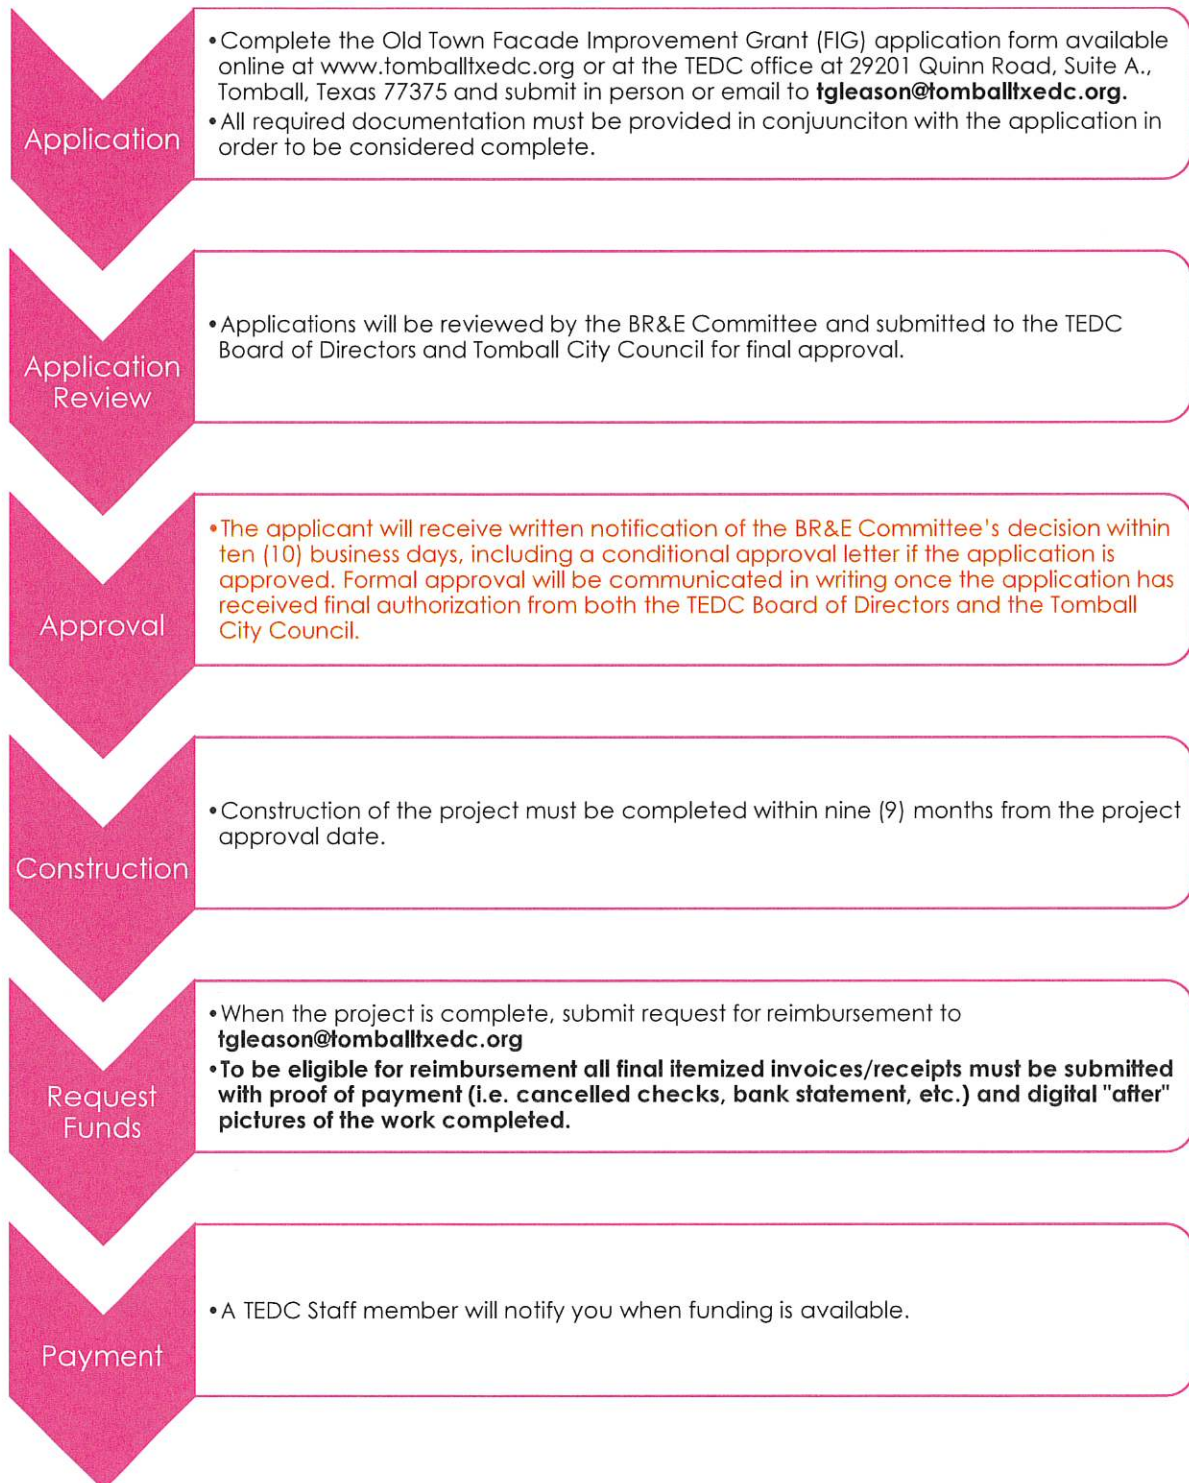 Application
•Complete the Old Town Facade Improvement Grant (FIG) application form available
online at www.tomballtxedc.org or at the TEDC office at 29201 Quinn Road, Suite A.,
Tomball, Texas 77375 and submit in person or email to tgleason@tomballtxedc.org.
•All required documentation must be provided in conjuunciton with the application in
order to be considered complete.
Application
Review
•Applications will be reviewed by the BR&E Committee and submitted to the TEDC
Board of Directors and Tomball City Council for final approval.
Approval
•The applicant will receive written notification of the BR&E Committee's decision within
ten (10) business days, including a conditional approval letter if the application is
approved. Formal approval will be communicated in writing once the application has
received final authorization from both the TEDC Board of Directors and the Tomball
City Council.
Construction
•Construction of the project must be completed within nine (9) months from the project
approval date.
Request
Funds
•When the project is complete, submit request for reimbursement to
tgleason@tomballtxedc.org
•To be eligible for reimbursement all final itemized invoices/receipts must be submitted
with proof of payment (i.e. cancelled checks, bank statement, etc.) and digital "after"
pictures of the work completed.
Payment
•A TEDC Staff member will notify you when funding is available.